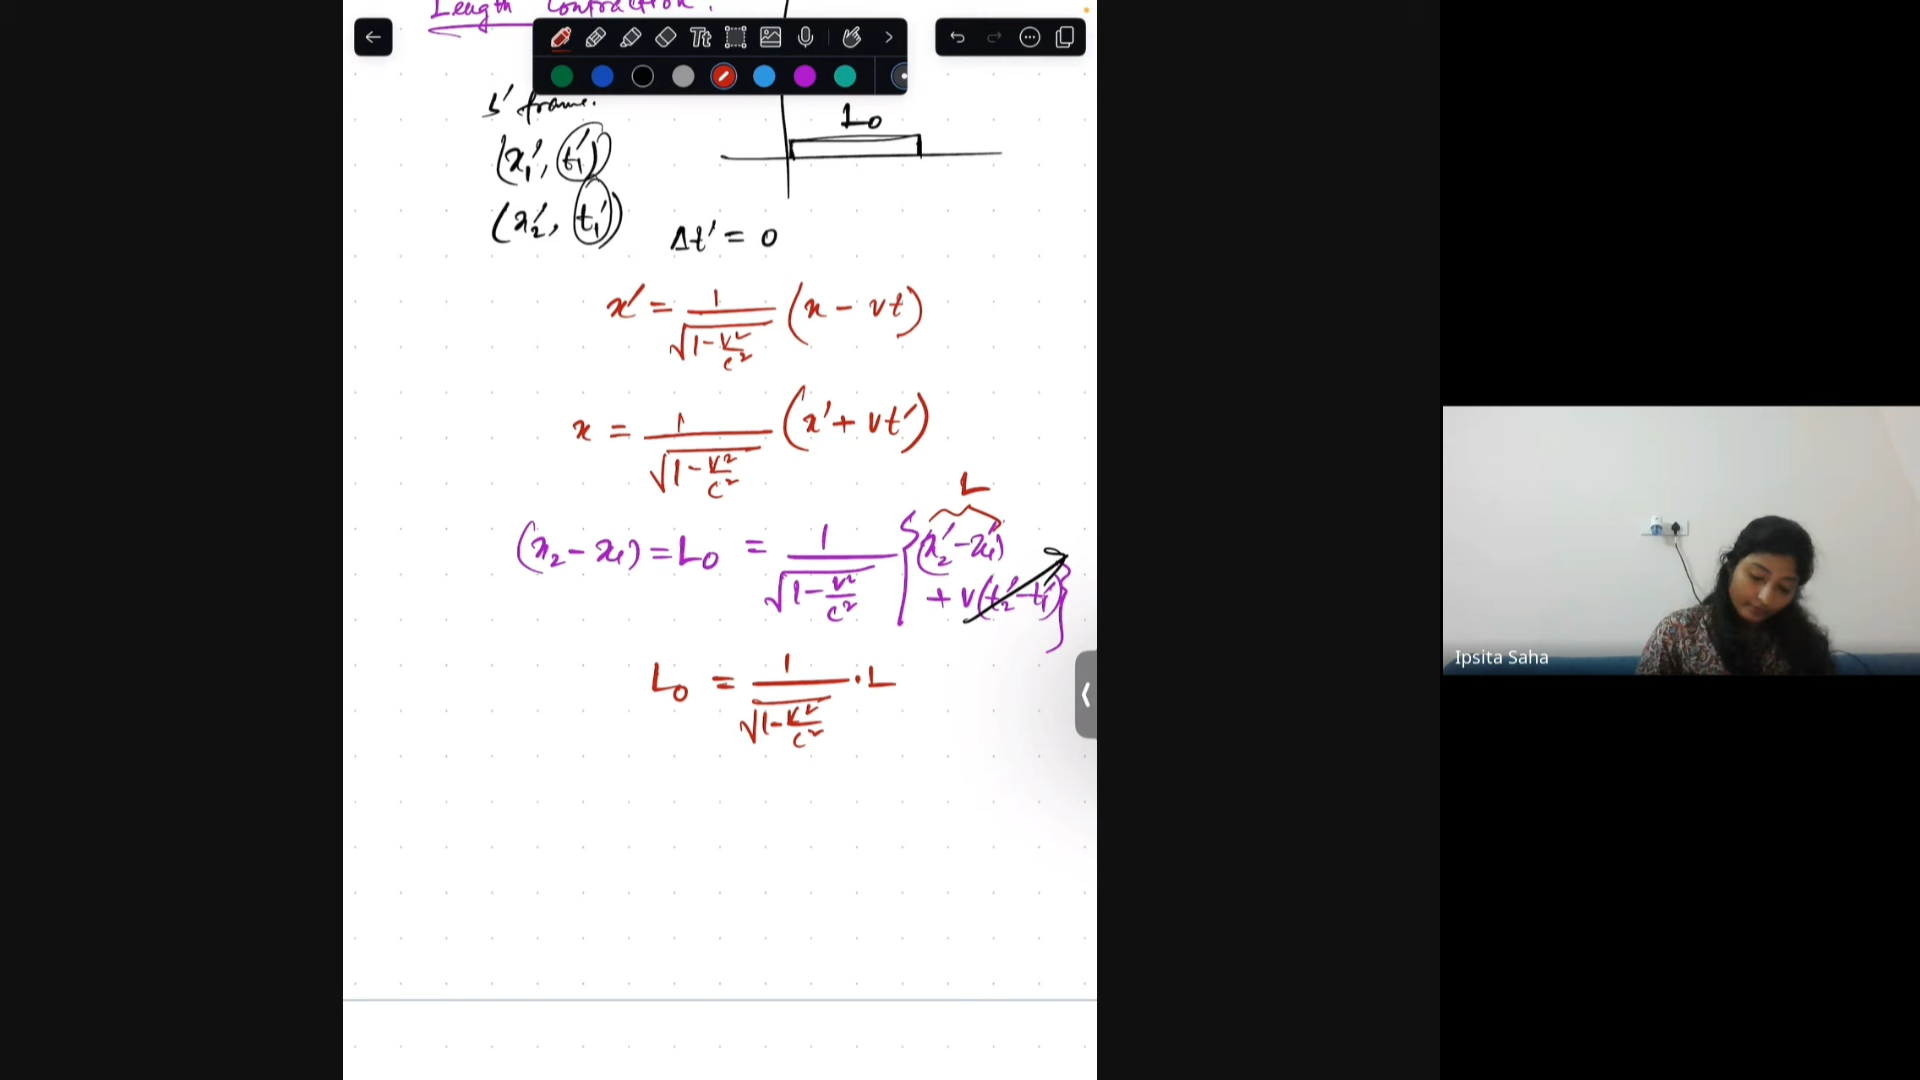 Length Contraction :
Tt
s' frame.
L₀
(x₁', t₁')
(x₂', t₁')
Δt' = 0
x' = 1/√(1-v²/c²) (x - vt)
x = 1/√(1-v²/c²) (x' + vt')
L
(x₂ - x₁) = L₀ = 1/√(1-v²/c²) {(x₂' - x₁')
+ v(t₂' - t₁')}
L₀ = 1/√(1-v²/c²) · L
Ipsita Saha